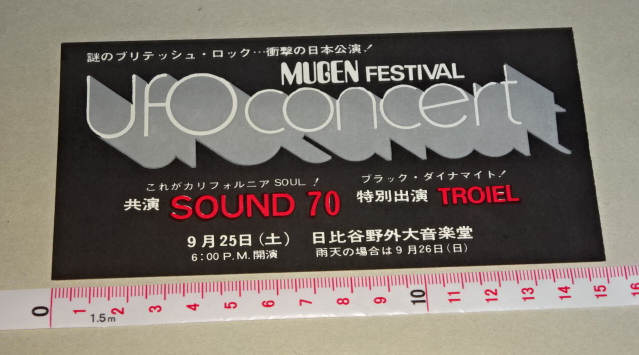 謎のブリテッシュ・ロック…衝撃の日本公演！
MUGEN FESTIVAL
UFO concert
これがカリフォルニア SOUL！
共演 SOUND 70
ブラック・ダイナマイト！
特別出演 TROIEL
9月25日（土） 日比谷野外大音楽堂
6:00 P.M.開演 雨天の場合は9月26日（日）
0 1 2 3 4 5 6 7 8 9 10 11 12 13 14 15 16
1.5m